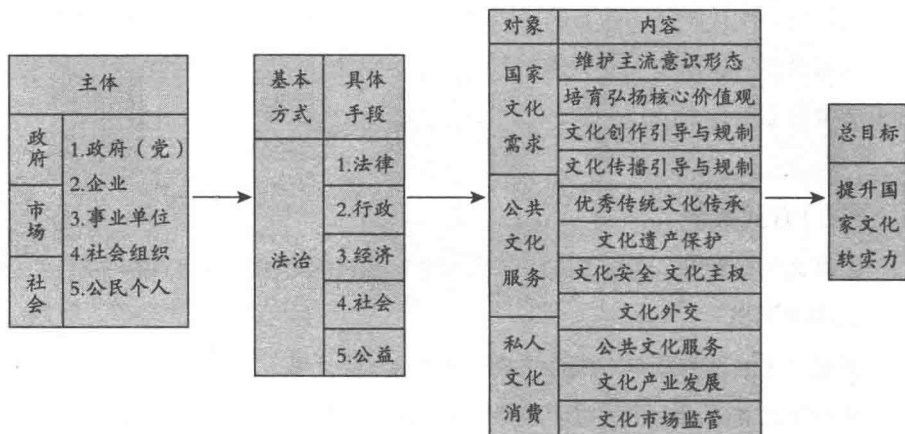 主体
政府
市场
社会
1.政府（党）
2.企业
3.事业单位
4.社会组织
5.公民个人
基本方式
具体手段
法治
1.法律
2.行政
3.经济
4.社会
5.公益
对象
内容
国家文化需求
公共文化服务
私人文化消费
维护主流意识形态
培育弘扬核心价值观
文化创作引导与规制
文化传播引导与规制
优秀传统文化传承
文化遗产保护
文化安全 文化主权
文化外交
公共文化服务
文化产业发展
文化市场监管
总目标
提升国
家文化
软实力